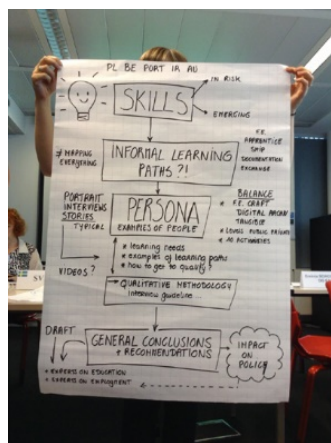 PL BE PORT IR AU
SKILLS
IN RISK
EMERGING
≠ MAPPING
EVERYTHING
INFORMAL LEARNING
PATHS ?!
F.E.
APPRENTICE
SHIP
DOCUMENTATION
EXCHANGE
PORTRAIT
INTERVIEWS
STORIES
TYPICAL
VIDEOS ?
PERSONA
EXAMPLES OF PEOPLE
BALANCE
* F.E. CRAFT
DIGITAL ARCHIV
TANGIBLE
* LEVELS PUBLIC PRIVATE
* AD ACTIVITIES
* learning needs
* examples of learning paths
* how to get to quality?
QUALITATIVE METHODOLOGY
interview guideline ...
DRAFT
GENERAL CONCLUSIONS
+ RECOMMENDATIONS
IMPACT
ON
POLICY
+ EXPERTS ON EDUCATION
+ EXPERTS ON EMPLOYMENT